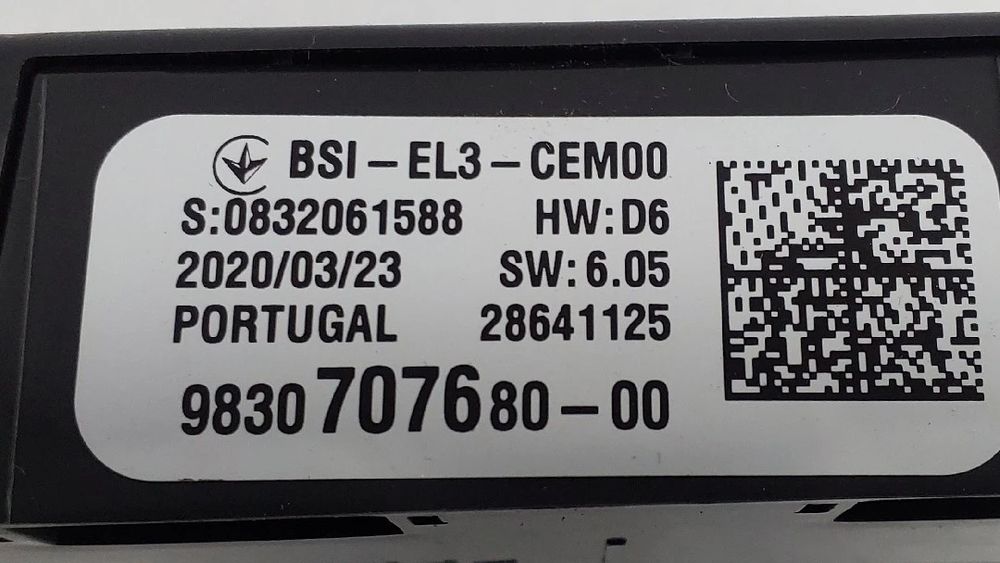 BSI-EL3-CEM00
S:0832061588 HW:D6
2020/03/23 SW:6.05
PORTUGAL 28641125
9830707680-00